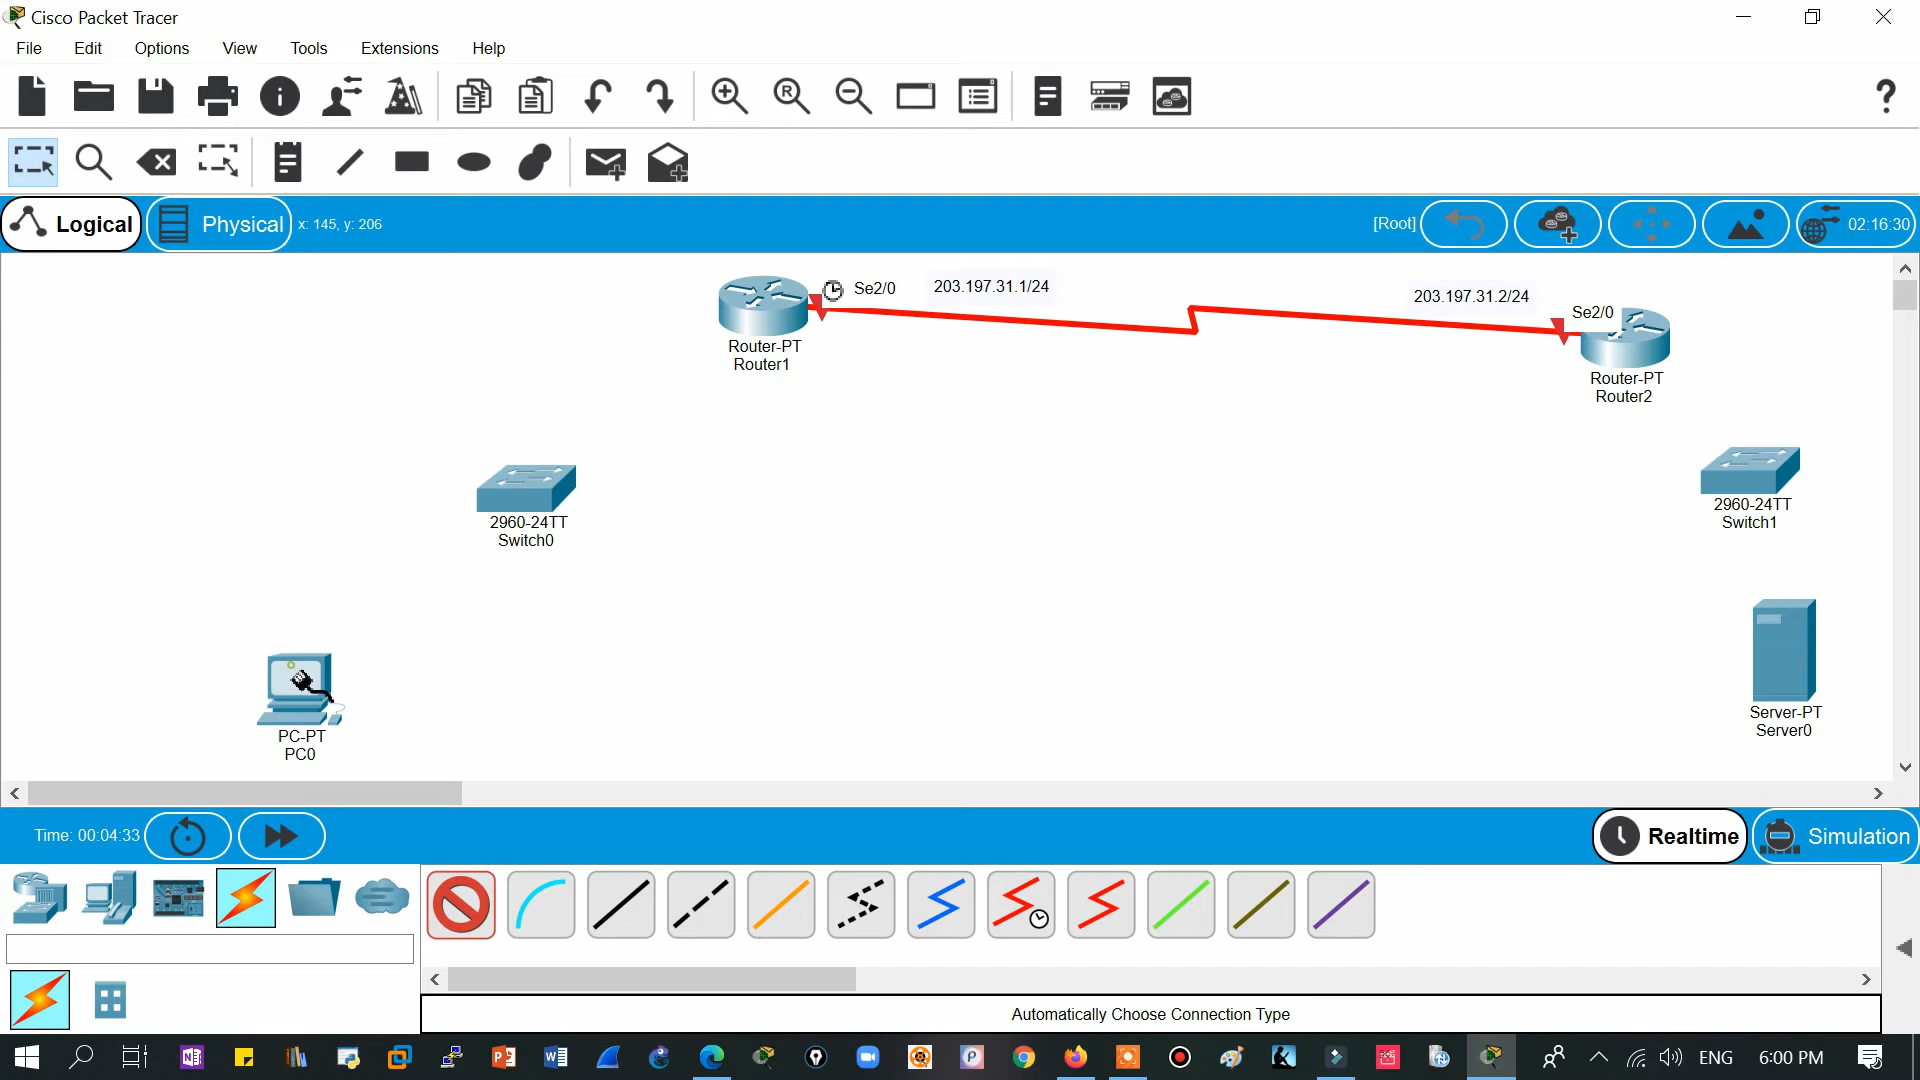 Cisco Packet Tracer
File Edit Options View Tools Extensions Help
Logical Physical x: 145, y: 206 [Root] 02:16:30
Se2/0 203.197.31.1/24 203.197.31.2/24 Se2/0
Router-PT
Router1
Router-PT
Router2
2960-24TT
Switch0
2960-24TT
Switch1
PC-PT
PC0
Server-PT
Server0
Time: 00:04:33 Realtime Simulation
Automatically Choose Connection Type
ENG 6:00 PM